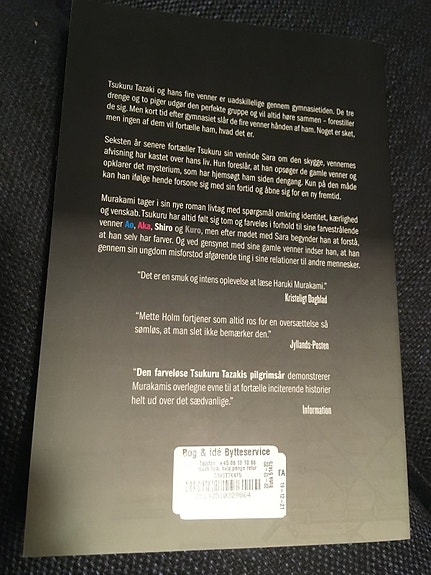 Tsukuru Tazaki og hans fire venner er uadskillelige gennem gymnasietiden. De tre
drenge og to piger udgør den perfekte gruppe og vil altid høre sammen – forestiller
de sig. Men kort tid efter gymnasiet slår de fire venner hånden af ham. Noget er sket,
men ingen af dem vil fortælle ham, hvad det er.
Seksten år senere fortæller Tsukuru sin veninde Sara om den skygge, vennernes
afvisning har kastet over hans liv. Hun foreslår, at han opsøger de gamle venner og
opklarer det mysterium, som har hjemsøgt ham siden dengang. Kun på den måde
kan han ifølge hende forsone sig med sin fortid og åbne sig for en ny fremtid.
Murakami tager i sin nye roman livtag med spørgsmål omkring identitet, kærlighed
og venskab. Tsukuru har altid følt sig tom og farveløs i forhold til sine farvestrålende
venner Ao, Aka, Shiro og Kuro, men efter mødet med Sara begynder han at forstå,
at han selv har farver. Og ved gensynet med sine gamle venner indser han, at han
gennem sin ungdom misforstod afgørende ting i sine relationer til andre mennesker.
"Det er en smuk og intens oplevelse at læse Haruki Murakami."
Kristeligt Dagblad
"Mette Holm fortjener som altid ros for en oversættelse så
sømløs, at man slet ikke bemærker den."
Jyllands-Posten
"Den farveløse Tsukuru Tazakis pilgrimsår demonstrerer
Murakamis overlegne evne til at fortælle inciterende historier
helt ud over det sædvanlige."
Information
Bog & idé Bytteservice